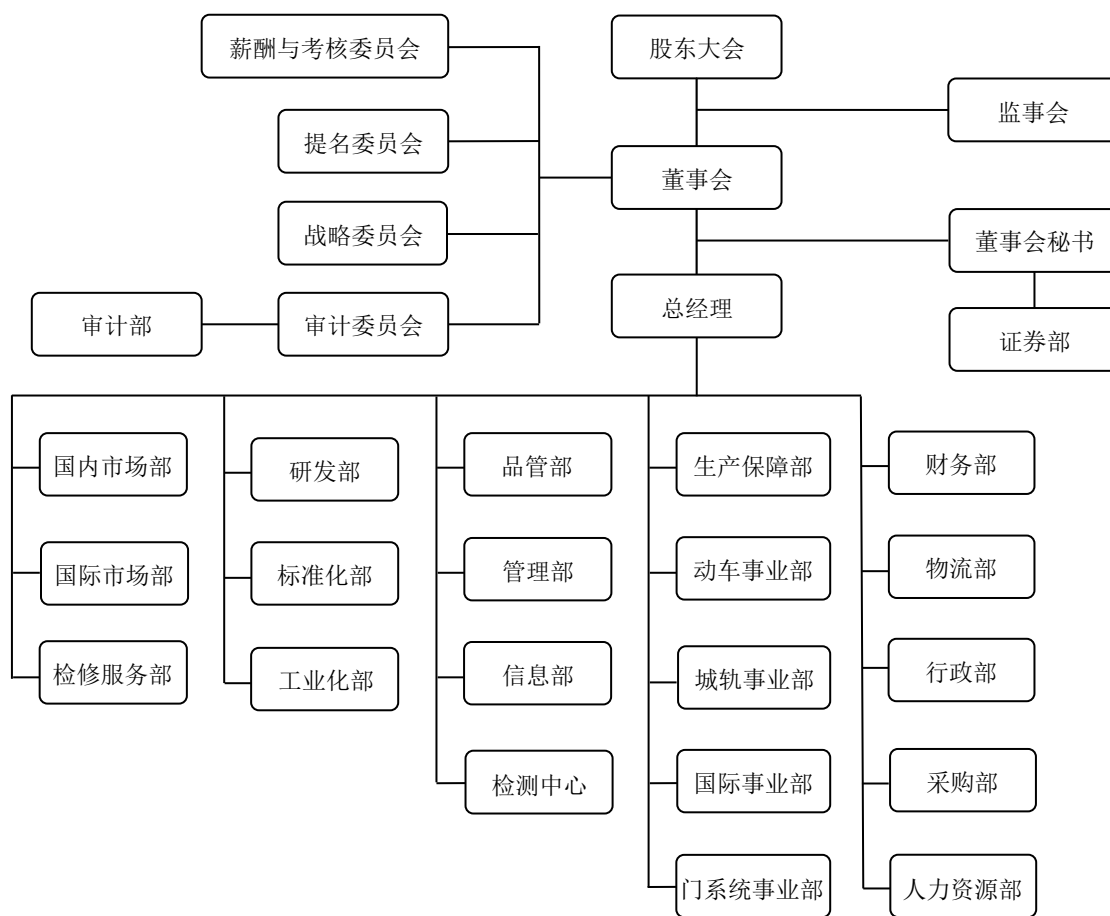 薪酬与考核委员会
股东大会
监事会
提名委员会
董事会
战略委员会
董事会秘书
审计部
审计委员会
总经理
证券部
国内市场部
研发部
品管部
生产保障部
财务部
国际市场部
标准化部
管理部
动车事业部
物流部
检修服务部
工业化部
信息部
城轨事业部
行政部
检测中心
国际事业部
采购部
门系统事业部
人力资源部